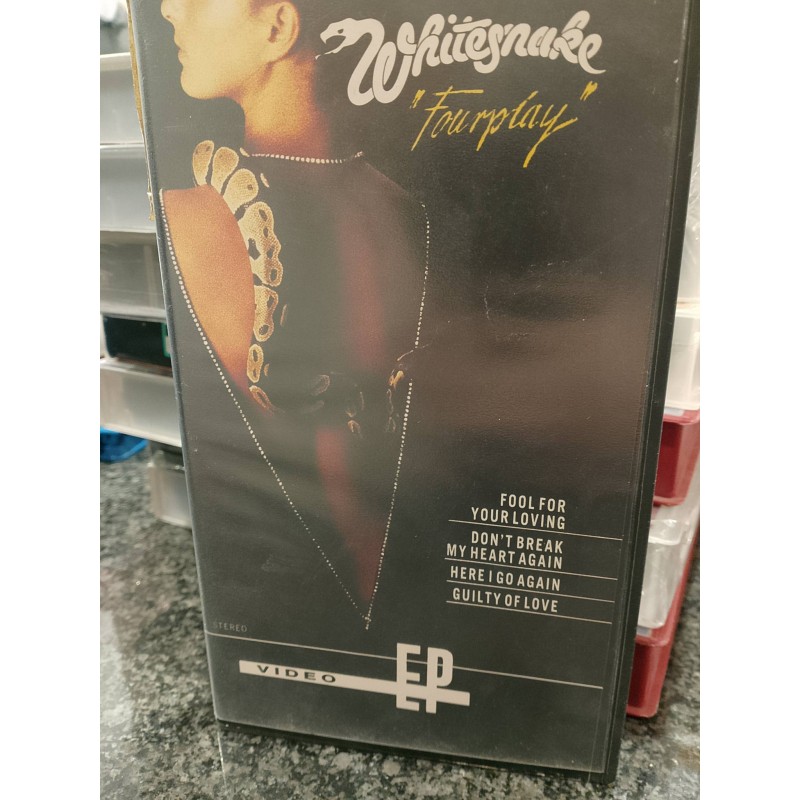 Whitesnake
"Fourplay"
FOOL FOR
YOUR LOVING
DON'T BREAK
MY HEART AGAIN
HERE I GO AGAIN
GUILTY OF LOVE
STEREO
VIDEO EP